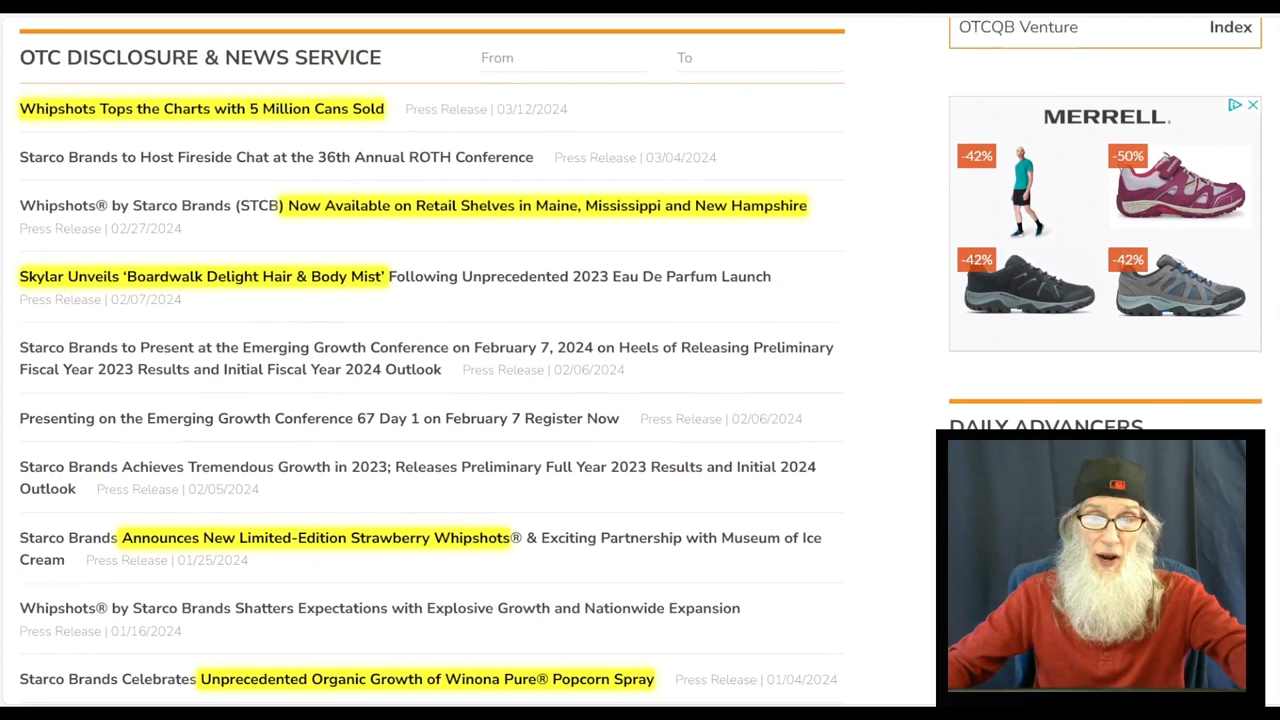 OTCQB Venture Index
OTC DISCLOSURE & NEWS SERVICE From To
Whipshots Tops the Charts with 5 Million Cans Sold Press Release | 03/12/2024
Starco Brands to Host Fireside Chat at the 36th Annual ROTH Conference Press Release | 03/04/2024
Whipshots® by Starco Brands (STCB) Now Available on Retail Shelves in Maine, Mississippi and New Hampshire
Press Release | 02/27/2024
Skylar Unveils ‘Boardwalk Delight Hair & Body Mist’ Following Unprecedented 2023 Eau De Parfum Launch
Press Release | 02/07/2024
Starco Brands to Present at the Emerging Growth Conference on February 7, 2024 on Heels of Releasing Preliminary
Fiscal Year 2023 Results and Initial Fiscal Year 2024 Outlook Press Release | 02/06/2024
Presenting on the Emerging Growth Conference 67 Day 1 on February 7 Register Now Press Release | 02/06/2024
Starco Brands Achieves Tremendous Growth in 2023; Releases Preliminary Full Year 2023 Results and Initial 2024
Outlook Press Release | 02/05/2024
Starco Brands Announces New Limited-Edition Strawberry Whipshots® & Exciting Partnership with Museum of Ice
Cream Press Release | 01/25/2024
Whipshots® by Starco Brands Shatters Expectations with Explosive Growth and Nationwide Expansion
Press Release | 01/16/2024
Starco Brands Celebrates Unprecedented Organic Growth of Winona Pure® Popcorn Spray Press Release | 01/04/2024
MERRELL.
-42% -50%
-42% -42%
DAILY ADVANCERS